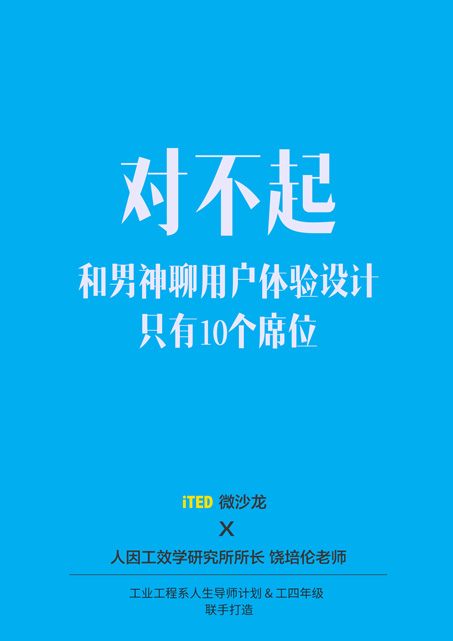 对不起
和男神聊用户体验设计
只有10个席位
iTED 微沙龙
X
人因工效学研究所所长 饶培伦老师
工业工程系人生导师计划 & 工四年级
联手打造